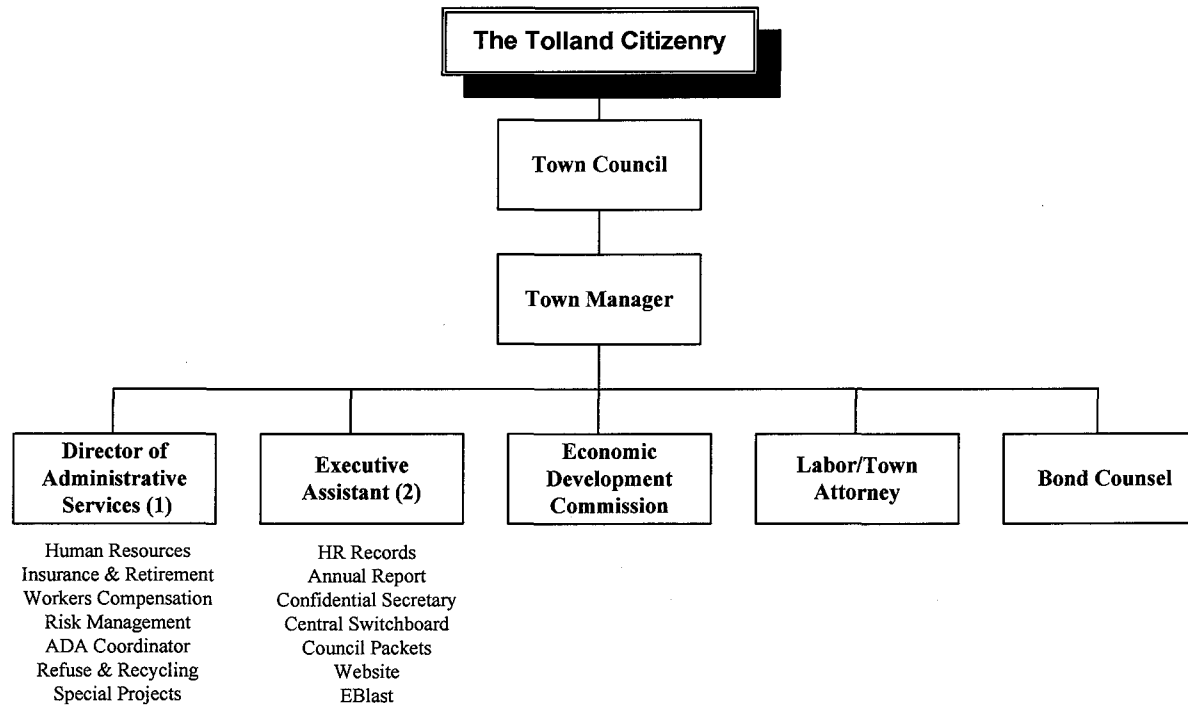 The Tolland Citizenry
Town Council
Town Manager
Director of
Administrative
Services (1)
Human Resources
Insurance & Retirement
Workers Compensation
Risk Management
ADA Coordinator
Refuse & Recycling
Special Projects
Executive
Assistant (2)
HR Records
Annual Report
Confidential Secretary
Central Switchboard
Council Packets
Website
EBlast
Economic
Development
Commission
Labor/Town
Attorney
Bond Counsel